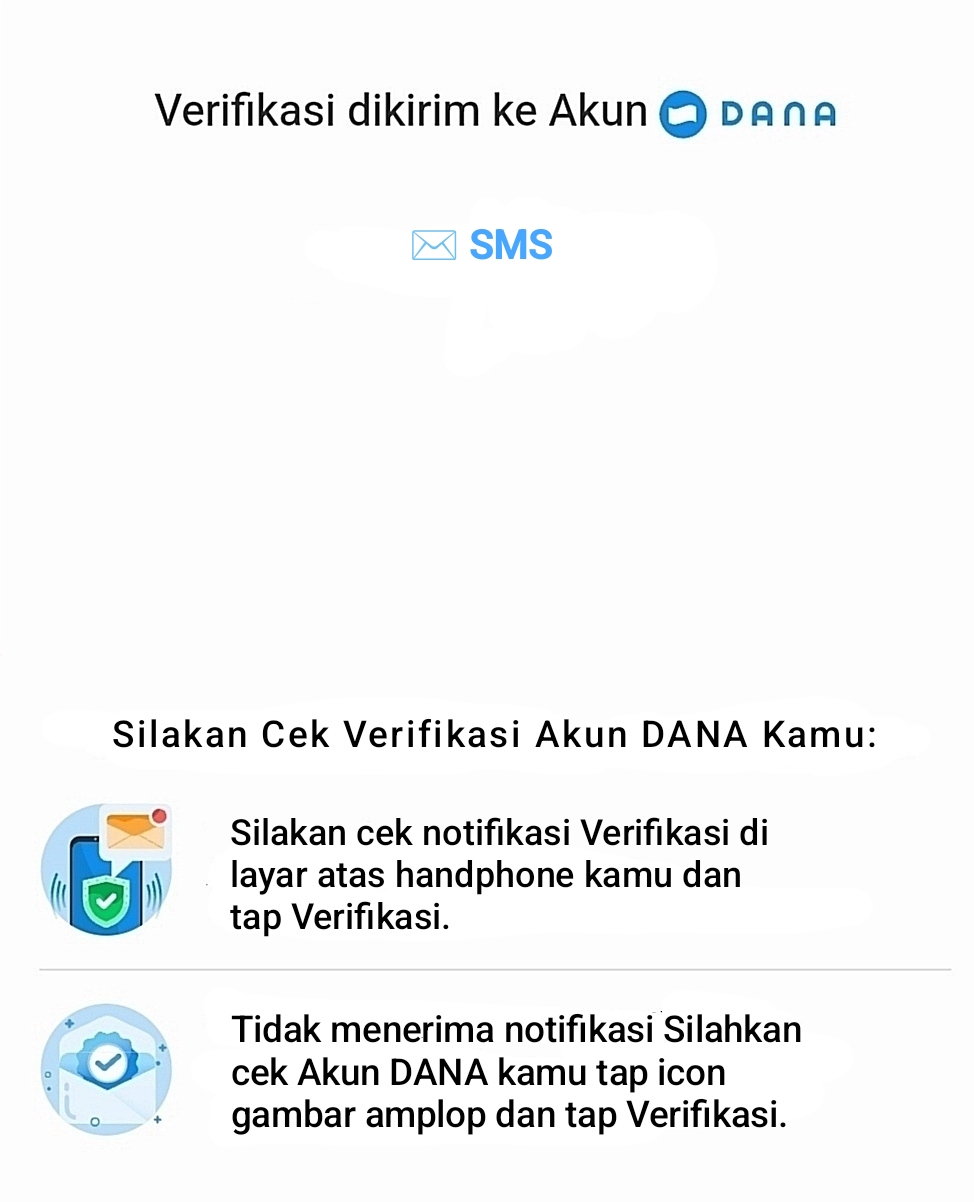 Verifikasi dikirim ke Akun DANA
SMS
Silakan Cek Verifikasi Akun DANA Kamu:
Silakan cek notifikasi Verifikasi di
layar atas handphone kamu dan
tap Verifikasi.
Tidak menerima notifikasi Silahkan
cek Akun DANA kamu tap icon
gambar amplop dan tap Verifikasi.